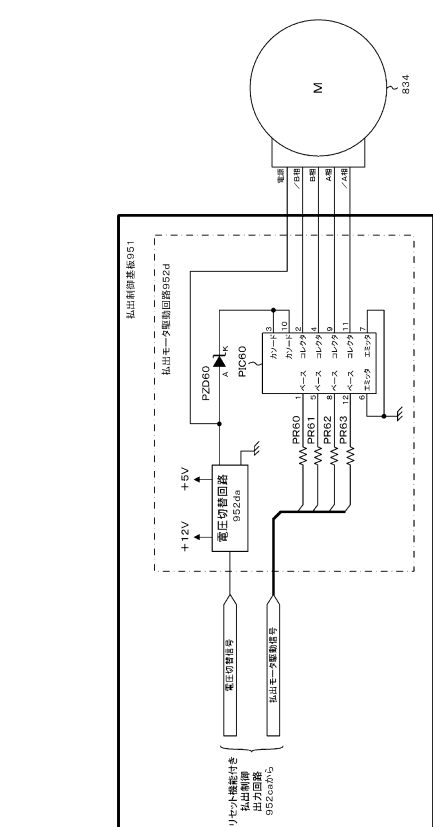 M
834
電源
/B相
B相
A相
/A相
払出制御基板951
払出モータ駆動回路952d
PZD60
A
K
PIC60
3
10
2
4
9
11
7
カソード
カソード
コレクタ
コレクタ
コレクタ
コレクタ
エミッタ
ベース
ベース
ベース
ベース
エミッタ
1
5
8
12
6
PR60
PR61
PR62
PR63
+5V
+12V
電圧切替回路
952da
電圧切替信号
払出モータ駆動信号
リセット機能付き
払出制御
出力回路
952caから